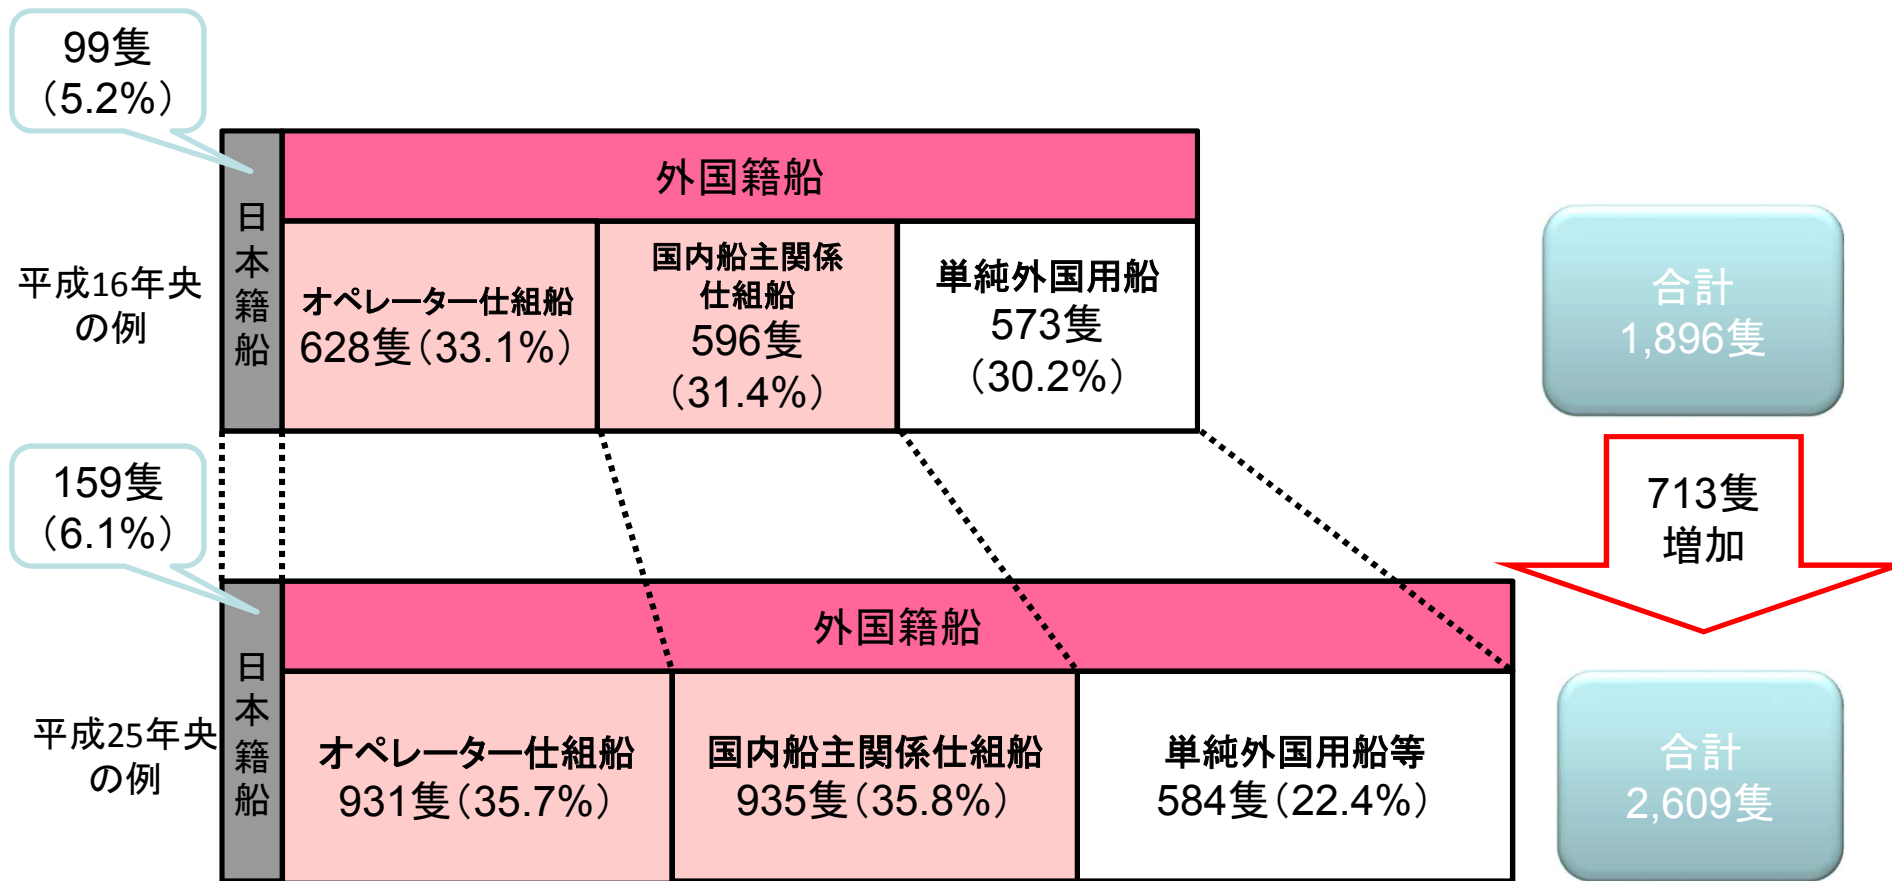 99隻
（5.2%）
外国籍船
日本籍船
平成16年央
の例
オペレーター仕組船
628隻（33.1%）
国内船主関係
仕組船
596隻
（31.4%）
単純外国用船
573隻
（30.2%）
合計
1,896隻
713隻
増加
159隻
（6.1%）
外国籍船
日本籍船
平成25年央
の例
オペレーター仕組船
931隻（35.7%）
国内船主関係仕組船
935隻（35.8%）
単純外国用船等
584隻（22.4%）
合計
2,609隻